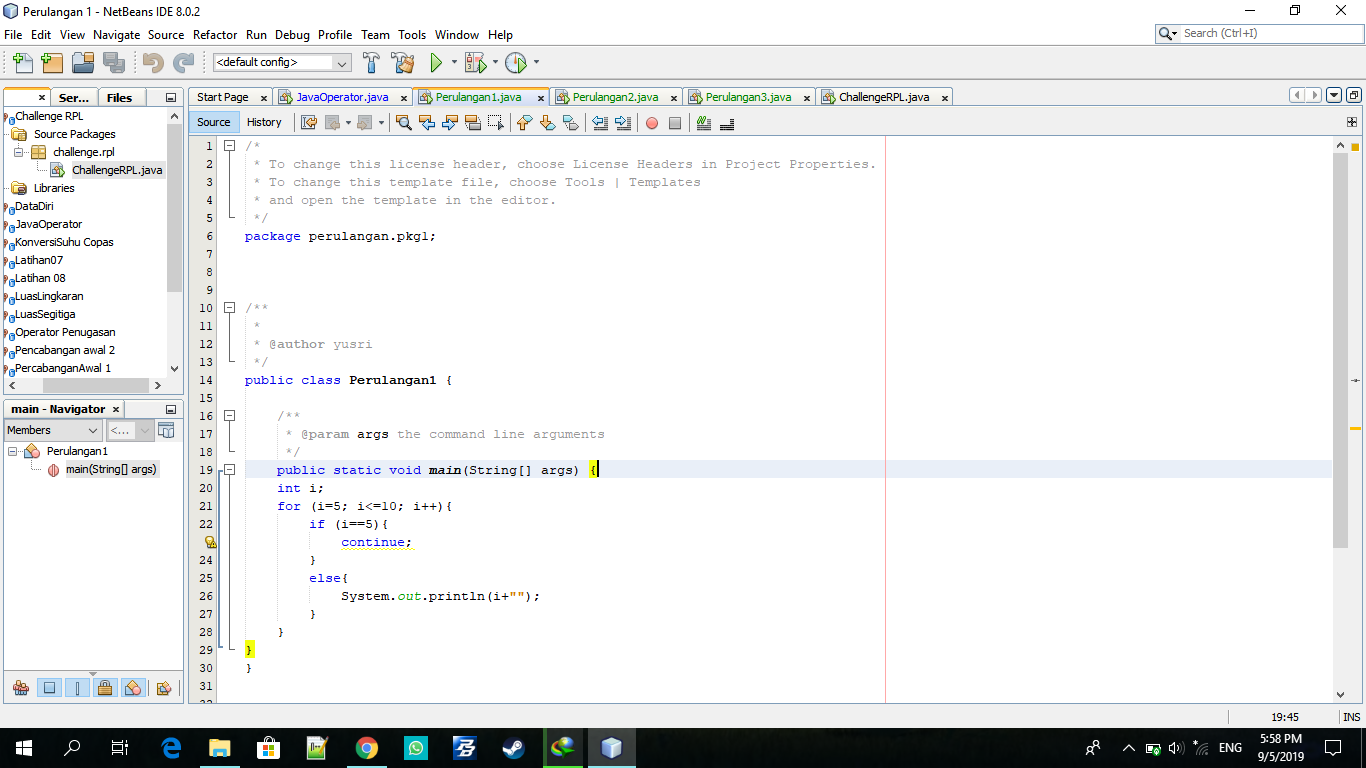 Perulangan 1 - NetBeans IDE 8.0.2
File Edit View Navigate Source Refactor Run Debug Profile Team Tools Window Help
Search (Ctrl+I)
<default config>
Ser... Files
Start Page JavaOperator.java Perulangan1.java Perulangan2.java Perulangan3.java ChallengeRPL.java
Source History
Challenge RPL
Source Packages
challenge.rpl
ChallengeRPL.java
Libraries
DataDiri
JavaOperator
KonversiSuhu Copas
Latihan07
Latihan 08
LuasLingkaran
LuasSegitiga
Operator Penugasan
Pencabangan awal 2
PercabanganAwal 1
main - Navigator
Members <...
Perulangan1
main(String[] args)
1 /*
2 * To change this license header, choose License Headers in Project Properties.
3 * To change this template file, choose Tools | Templates
4 * and open the template in the editor.
5 */
6 package perulangan.pkg1;
7
8
9
10 /**
11 *
12 * @author yusri
13 */
14 public class Perulangan1 {
15
16 /**
17 * @param args the command line arguments
18 */
19 public static void main(String[] args) {
20 int i;
21 for (i=5; i<=10; i++){
22 if (i==5){
continue;
24 }
25 else{
26 System.out.println(i+"");
27 }
28 }
29 }
30 }
31
19:45 INS
ENG
5:58 PM
9/5/2019